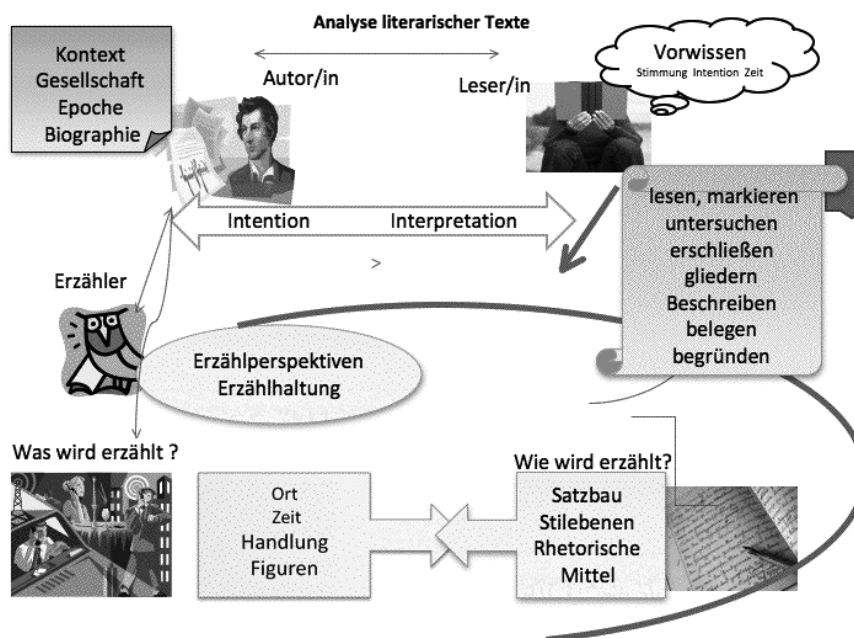 Analyse literarischer Texte
Kontext
Gesellschaft
Epoche
Biographie
Autor/in
Leser/in
Vorwissen
Stimmung Intention Zeit
Intention
Interpretation
>
lesen, markieren
untersuchen
erschließen
gliedern
Beschreiben
belegen
begründen
Erzähler
Erzählperspektiven
Erzählhaltung
Was wird erzählt ?
Ort
Zeit
Handlung
Figuren
Wie wird erzählt?
Satzbau
Stilebenen
Rhetorische
Mittel